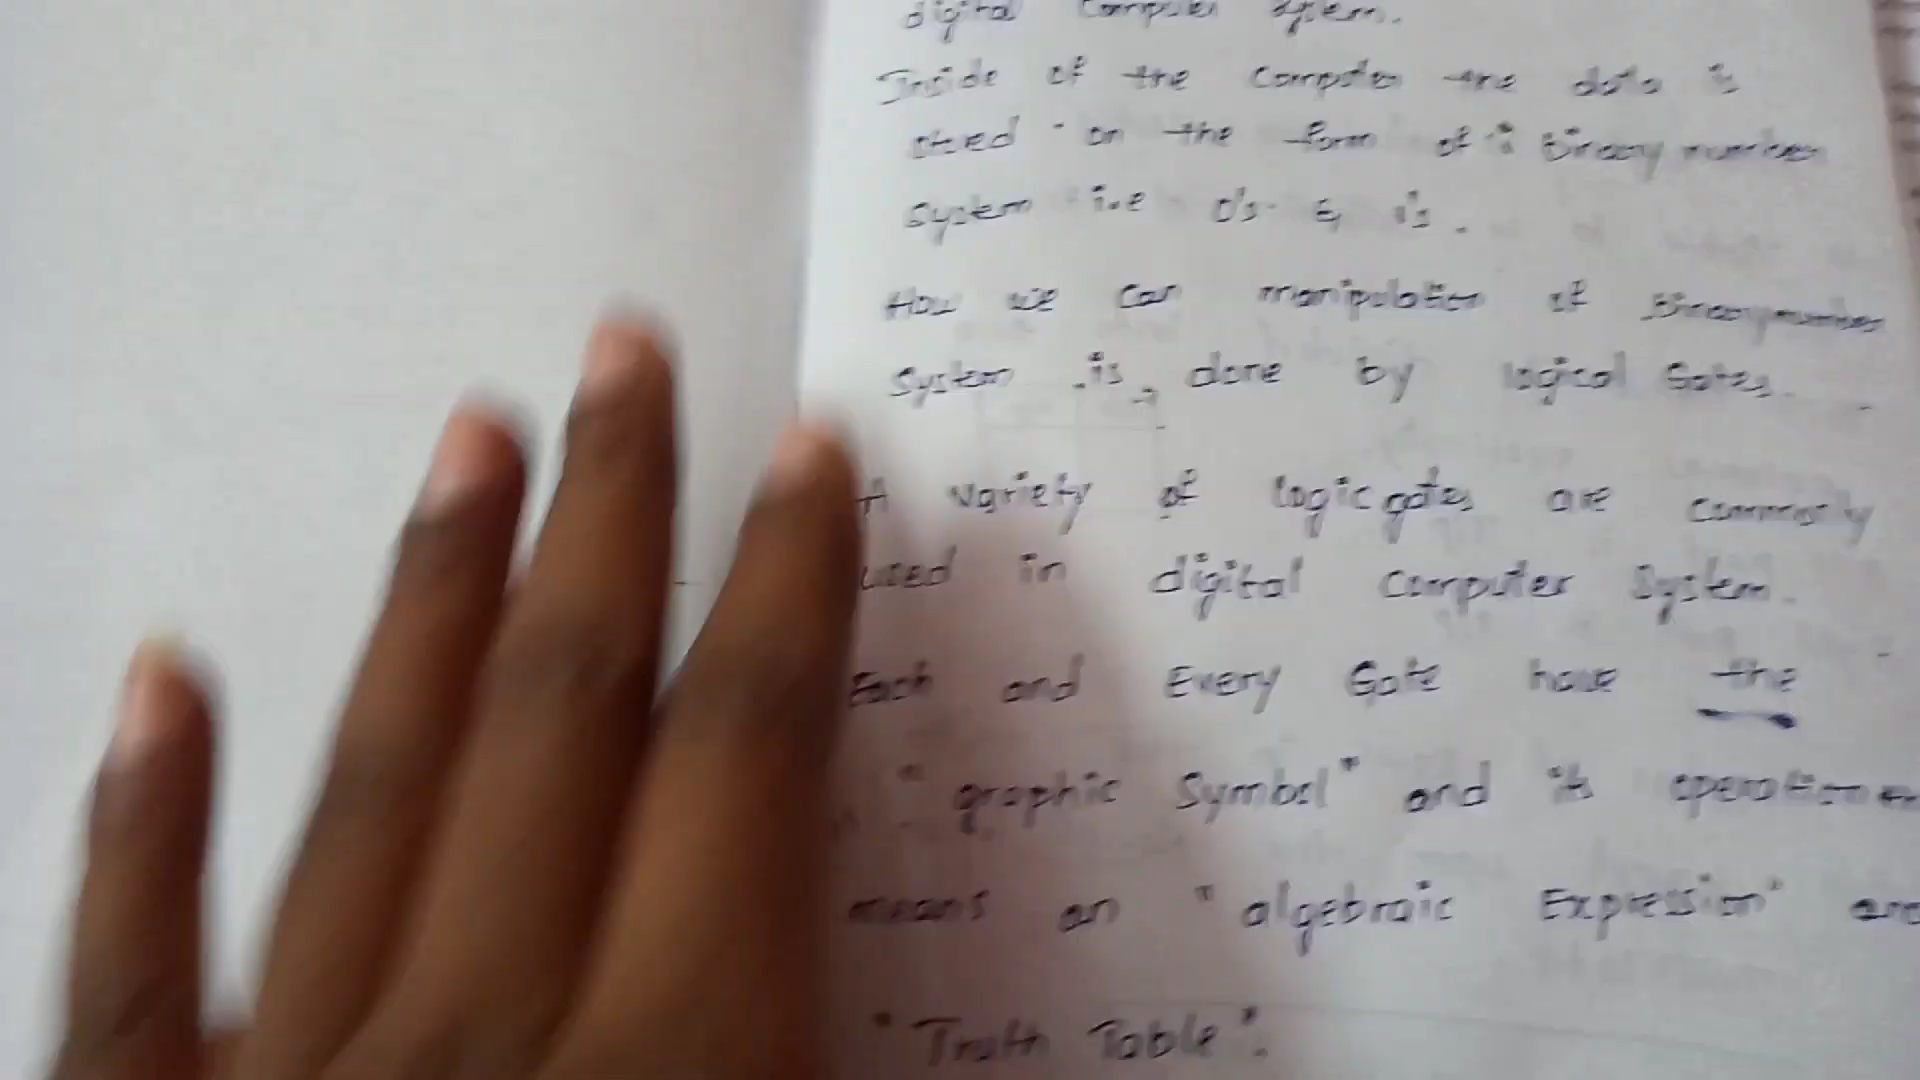 digital Computer System.
Inside of the Computer the data is
stored on the form of Binary number
System i.e 0's & 1's.
How we can manipulation of Binary number
System is done by logical Gates.
A variety of logic gates are commonly
used in digital Computer System.
Each and Every Gate have the
"graphic Symbol" and its operation
means an "algebraic Expression" and
"Truth Table".